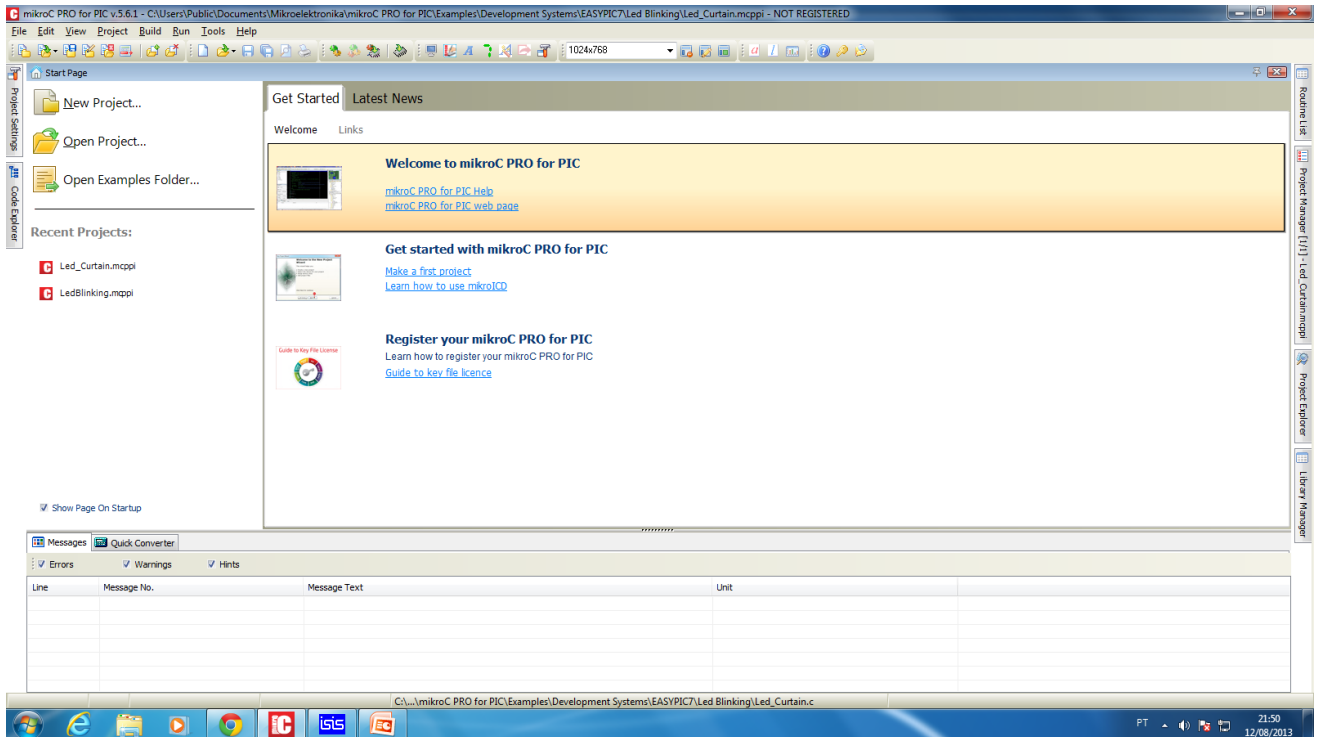 mikroC PRO for PIC v.5.6.1 - C:\Users\Public\Documents\Mikroelektronika\mikroC PRO for PIC\Examples\Development Systems\EASYPIC7\Led Blinking\Led_Curtain.mcppi - NOT REGISTERED
File Edit View Project Build Run Tools Help
1024x768
Start Page
Project Settings
Code Explorer
New Project...
Open Project...
Open Examples Folder...
Recent Projects:
Led_Curtain.mcppi
LedBlinking.mcppi
Show Page On Startup
Get Started Latest News
Welcome Links
Welcome to mikroC PRO for PIC
mikroC PRO for PIC Help
mikroC PRO for PIC web page
Get started with mikroC PRO for PIC
Make a first project
Learn how to use mikroICD
Guide to Key File License
Register your mikroC PRO for PIC
Learn how to register your mikroC PRO for PIC
Guide to key file licence
Routine List
Project Manager [1/1] - Led_Curtain.mcppi
Project Explorer
Library Manager
Messages Quick Converter
Errors Warnings Hints
Line Message No. Message Text Unit
C:\...\mikroC PRO for PIC\Examples\Development Systems\EASYPIC7\Led Blinking\Led_Curtain.c
isis
PT 21:50
12/08/2013